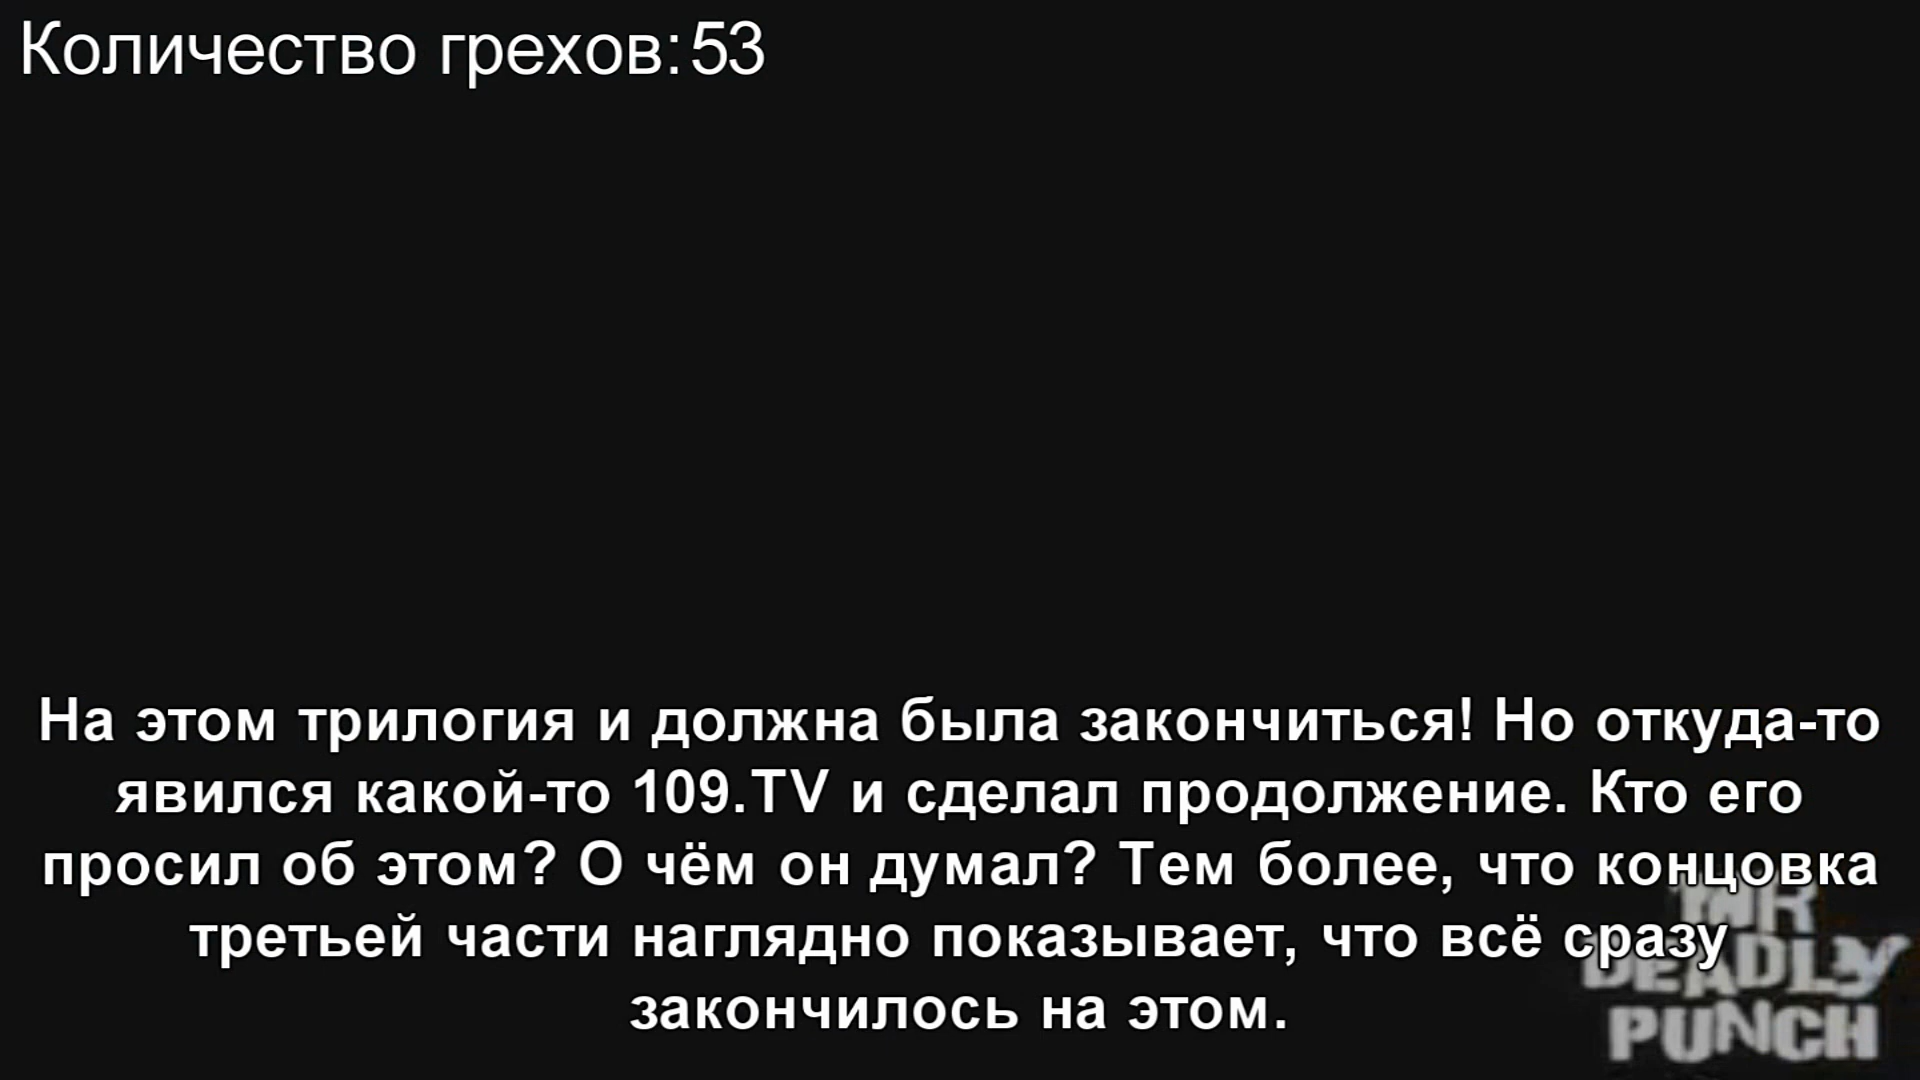 Количество грехов:53
На этом трилогия и должна была закончиться! Но откуда-то
явился какой-то 109.TV и сделал продолжение. Кто его
просил об этом? О чём он думал? Тем более, что концовка
третьей части наглядно показывает, что всё сразу
закончилось на этом.
MR
DEADLY
PUNCH